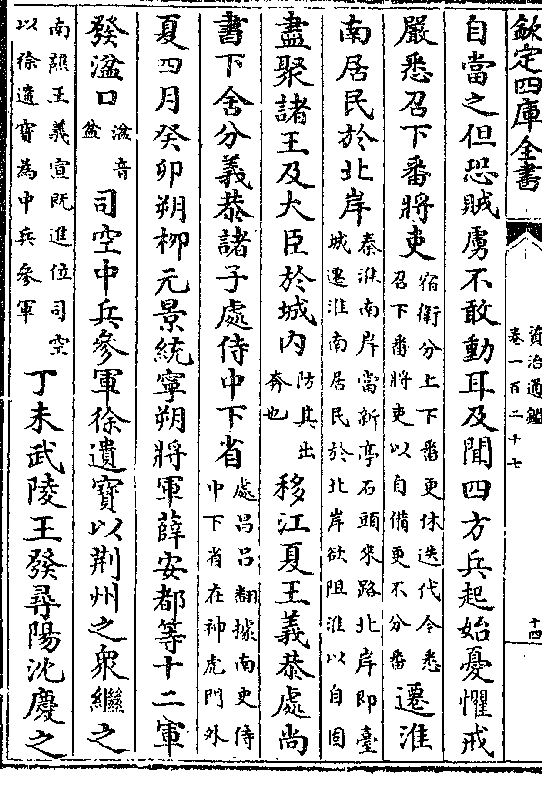 欽定四庫全書
資治通鑑
卷一百二十七
十四
自當之但恐賊虜不敢動耳及聞四方兵起始憂懼戒
嚴悉召下番將吏宿衛分上下番更休迭代今悉召下番將吏以自備更不分番遷淮
南居民於北岸秦淮南岸當新亭石頭來路北岸即臺城遷淮南居民於北岸欲阻淮以自固
盡聚諸王及大臣於城内防其出奔也移江夏王義恭處尚
書下舍分義恭諸子處侍中下省處昌呂翻據南史侍中下省在神虎門外
夏四月癸卯朔柳元景統寧朔將軍薛安都等十二軍
發湓口湓音盆司空中兵參軍徐遺寶以荆州之衆繼之
南譙王義宣既進位司空以徐遺寶為中兵參軍丁未武陵王發尋陽沈慶之